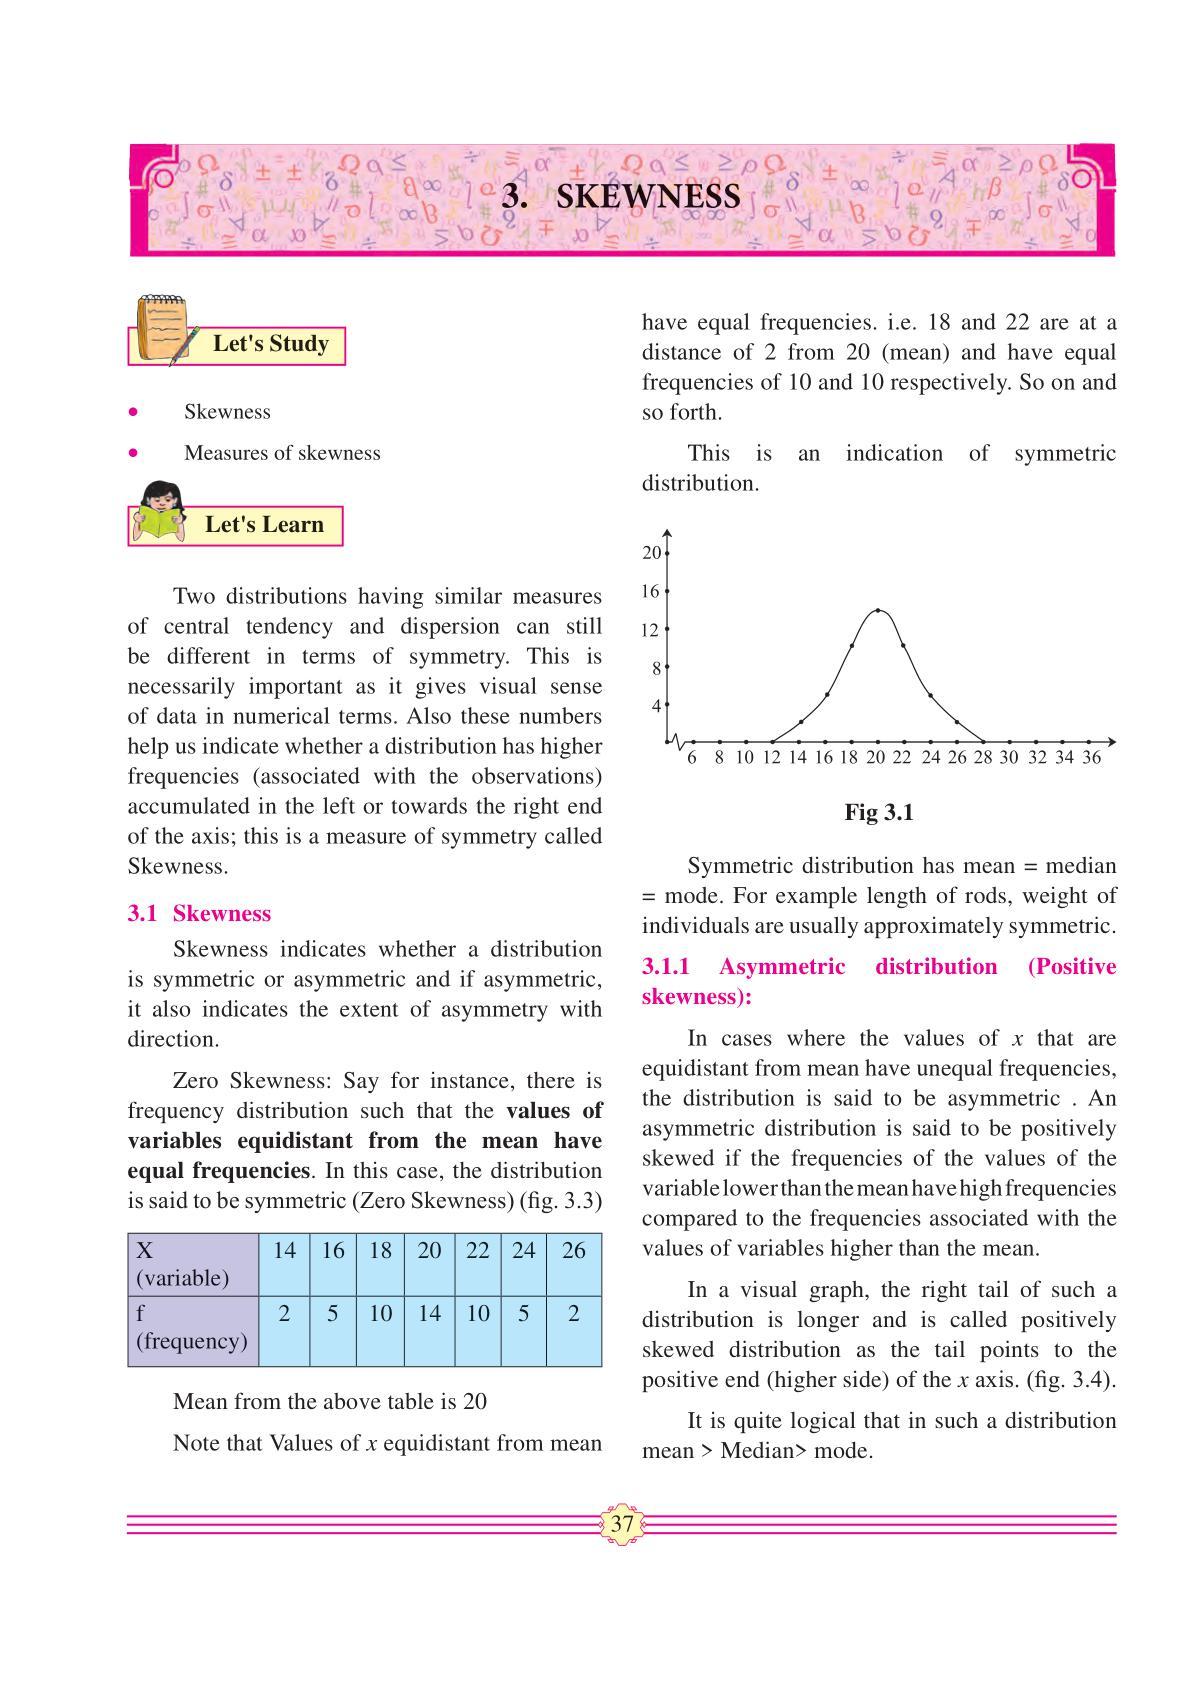 3. SKEWNESS
Let's Study
• Skewness
• Measures of skewness
Let's Learn
Two distributions having similar measures
of central tendency and dispersion can still
be different in terms of symmetry. This is
necessarily important as it gives visual sense
of data in numerical terms. Also these numbers
help us indicate whether a distribution has higher
frequencies (associated with the observations)
accumulated in the left or towards the right end
of the axis; this is a measure of symmetry called
Skewness.
3.1 Skewness
Skewness indicates whether a distribution
is symmetric or asymmetric and if asymmetric,
it also indicates the extent of asymmetry with
direction.
Zero Skewness: Say for instance, there is
frequency distribution such that the values of
variables equidistant from the mean have
equal frequencies. In this case, the distribution
is said to be symmetric (Zero Skewness) (fig. 3.3)
X (variable) 14 16 18 20 22 24 26
f (frequency) 2 5 10 14 10 5 2
Mean from the above table is 20
Note that Values of x equidistant from mean
have equal frequencies. i.e. 18 and 22 are at a
distance of 2 from 20 (mean) and have equal
frequencies of 10 and 10 respectively. So on and
so forth.
This is an indication of symmetric
distribution.
20
16
12
8
4
6 8 10 12 14 16 18 20 22 24 26 28 30 32 34 36
Fig 3.1
Symmetric distribution has mean = median
= mode. For example length of rods, weight of
individuals are usually approximately symmetric.
3.1.1 Asymmetric distribution (Positive
skewness):
In cases where the values of x that are
equidistant from mean have unequal frequencies,
the distribution is said to be asymmetric . An
asymmetric distribution is said to be positively
skewed if the frequencies of the values of the
variable lower than the mean have high frequencies
compared to the frequencies associated with the
values of variables higher than the mean.
In a visual graph, the right tail of such a
distribution is longer and is called positively
skewed distribution as the tail points to the
positive end (higher side) of the x axis. (fig. 3.4).
It is quite logical that in such a distribution
mean > Median> mode.
37